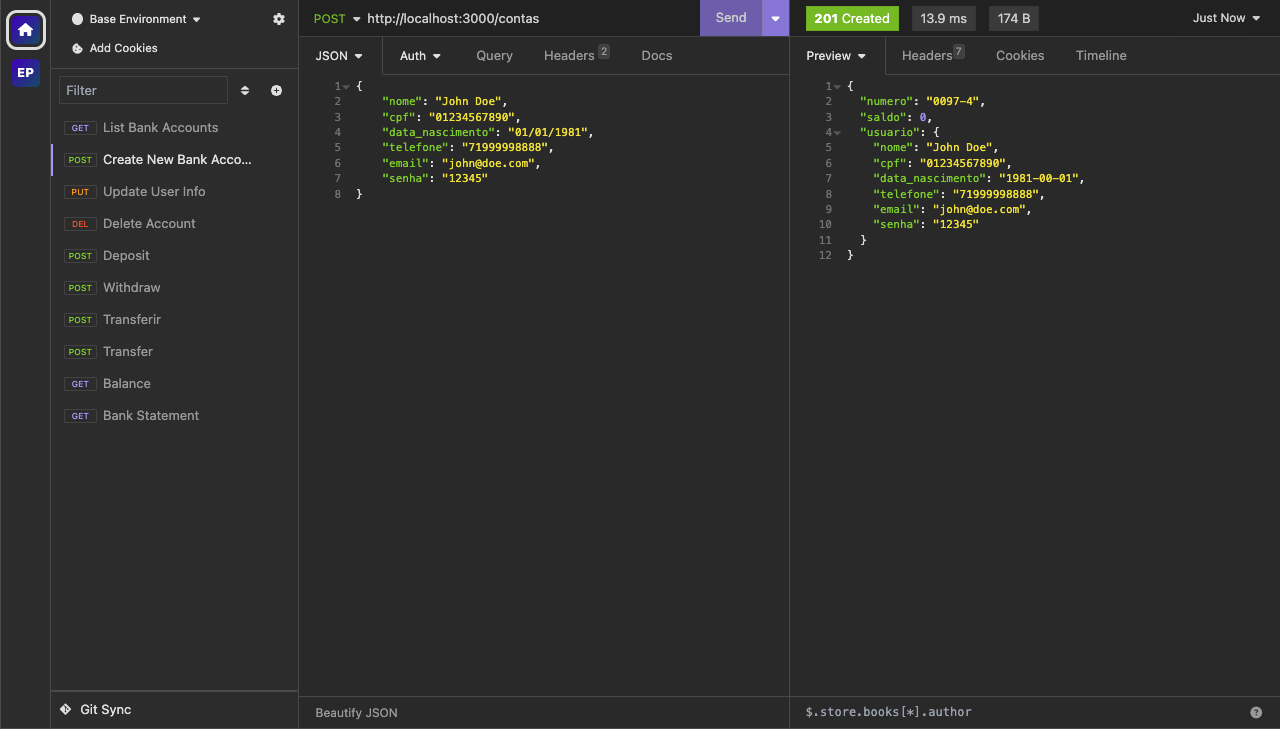 EP
Base Environment
Add Cookies
Filter
GET List Bank Accounts
POST Create New Bank Acco...
PUT Update User Info
DEL Delete Account
POST Deposit
POST Withdraw
POST Transferir
POST Transfer
GET Balance
GET Bank Statement
Git Sync
POST http://localhost:3000/contas Send
JSON Auth Query Headers 2 Docs
1 {
2 "nome": "John Doe",
3 "cpf": "01234567890",
4 "data_nascimento": "01/01/1981",
5 "telefone": "71999998888",
6 "email": "john@doe.com",
7 "senha": "12345"
8 }
Beautify JSON
201 Created 13.9 ms 174 B Just Now
Preview Headers 7 Cookies Timeline
1 {
2 "numero": "0097-4",
3 "saldo": 0,
4 "usuario": {
5 "nome": "John Doe",
6 "cpf": "01234567890",
7 "data_nascimento": "1981-00-01",
8 "telefone": "71999998888",
9 "email": "john@doe.com",
10 "senha": "12345"
11 }
12 }
$.store.books[*].author ?